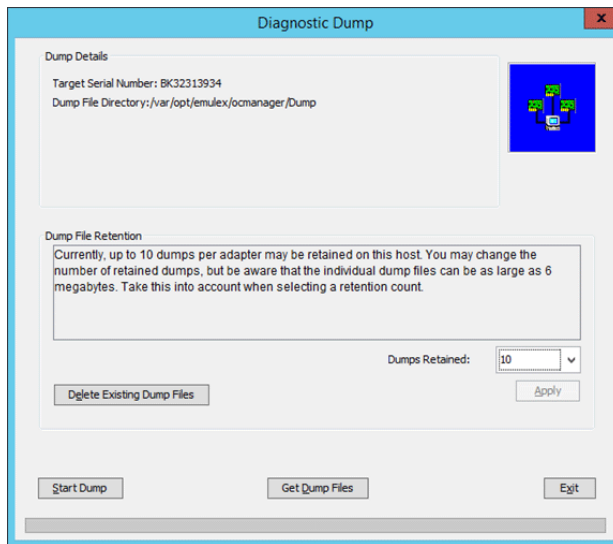 Diagnostic Dump
x
Dump Details
Target Serial Number: BK32313934
Dump File Directory:/var/opt/emulex/ocmanager/Dump
Dump File Retention
Currently, up to 10 dumps per adapter may be retained on this host. You may change the
number of retained dumps, but be aware that the individual dump files can be as large as 6
megabytes. Take this into account when selecting a retention count.
Dumps Retained:
10
Delete Existing Dump Files
Apply
Start Dump
Get Dump Files
Exit